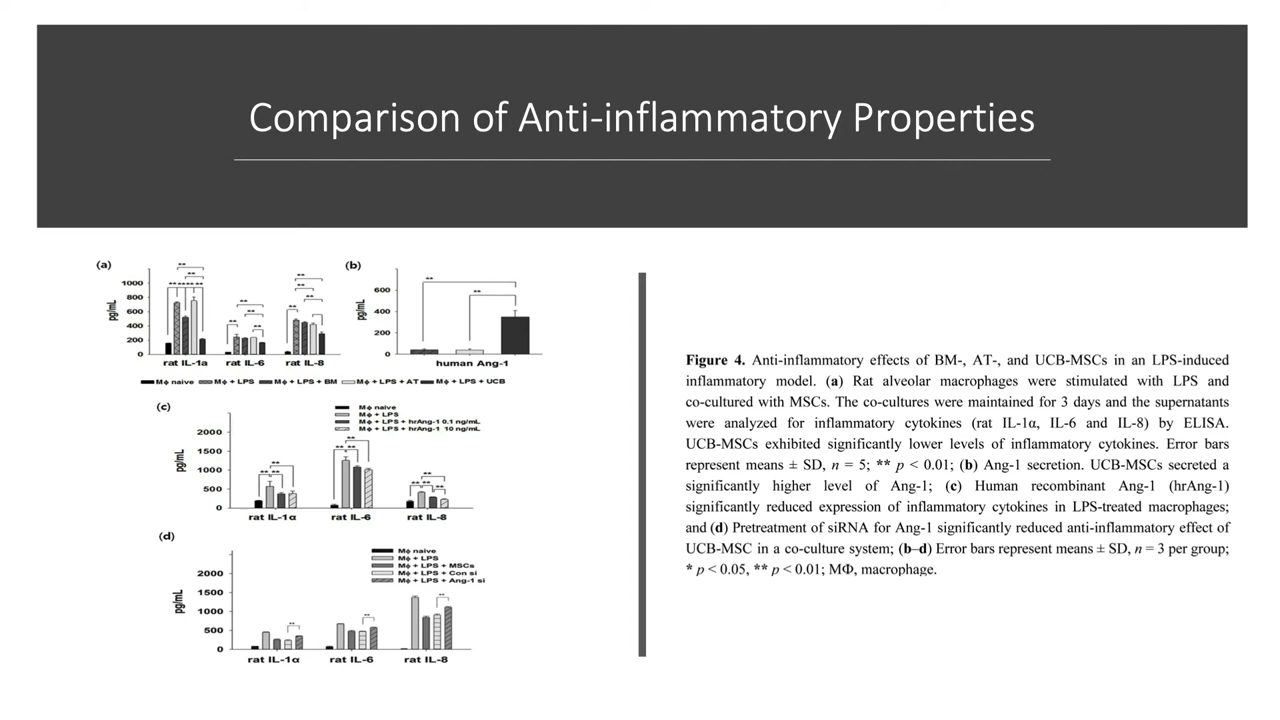 Comparison of Anti-inflammatory Properties
(a)
pg/mL
1000
800
600
400
200
0
** **
** ** ** **
** ** ** **
** ** ** **
rat IL-1a rat IL-6 rat IL-8
(b)
pg/mL
600
400
200
0
**
**
human Ang-1
Mφ naive Mφ + LPS Mφ + LPS + BM Mφ + LPS + AT Mφ + LPS + UCB
(c)
Mφ naive
Mφ + LPS
Mφ + LPS + hrAng-1 0.1 ng/mL
Mφ + LPS + hrAng-1 10 ng/mL
pg/mL
2000
1500
1000
500
0
** ** **
** ** **
** ** ** **
rat IL-1α rat IL-6 rat IL-8
(d)
Mφ naive
Mφ + LPS
Mφ + LPS + MSCs
Mφ + LPS + Con si
Mφ + LPS + Ang-1 si
pg/mL
2000
1500
1000
500
0
** ** **
rat IL-1α rat IL-6 rat IL-8
Figure 4. Anti-inflammatory effects of BM-, AT-, and UCB-MSCs in an LPS-induced
inflammatory model. (a) Rat alveolar macrophages were stimulated with LPS and
co-cultured with MSCs. The co-cultures were maintained for 3 days and the supernatants
were analyzed for inflammatory cytokines (rat IL-1α, IL-6 and IL-8) by ELISA.
UCB-MSCs exhibited significantly lower levels of inflammatory cytokines. Error bars
represent means ± SD, n = 5; ** p < 0.01; (b) Ang-1 secretion. UCB-MSCs secreted a
significantly higher level of Ang-1; (c) Human recombinant Ang-1 (hrAng-1)
significantly reduced expression of inflammatory cytokines in LPS-treated macrophages;
and (d) Pretreatment of siRNA for Ang-1 significantly reduced anti-inflammatory effect of
UCB-MSC in a co-culture system; (b–d) Error bars represent means ± SD, n = 3 per group;
* p < 0.05, ** p < 0.01; MΦ, macrophage.